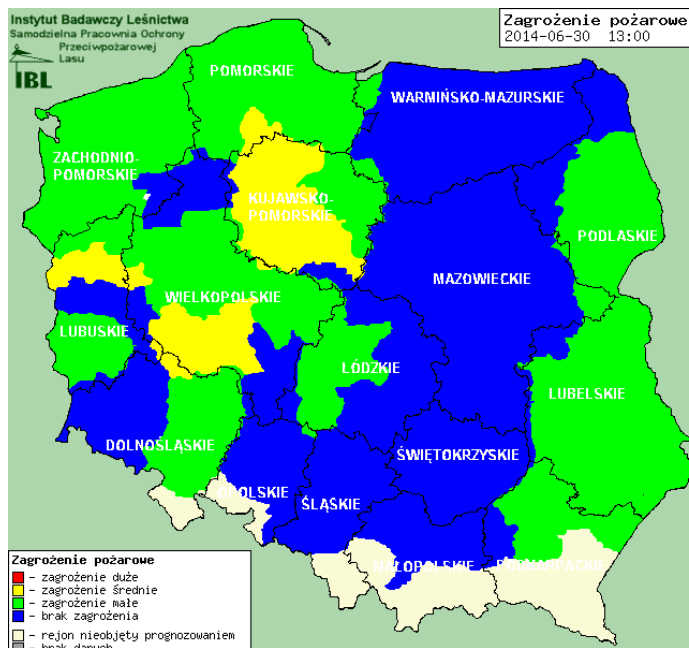 Instytut Badawczy Leśnictwa
Samodzielna Pracownia Ochrony
Przeciwpożarowej
Lasu
IBL
Zagrożenie pożarowe
2014-06-30 13:00
POMORSKIE
WARMIŃSKO-MAZURSKIE
ZACHODNIO-
POMORSKIE
KUJAWSKO-
POMORSKIE
PODLASKIE
MAZOWIECKIE
WIELKOPOLSKIE
LUBUSKIE
ŁÓDZKIE
LUBELSKIE
DOLNOŚLĄSKIE
ŚWIĘTOKRZYSKIE
OPOLSKIE
ŚLĄSKIE
MAŁOPOLSKIE
PODKARPACKIE
Zagrożenie pożarowe
- zagrożenie duże
- zagrożenie średnie
- zagrożenie małe
- brak zagrożenia
- rejon nieobjęty prognozowaniem
- brak danych